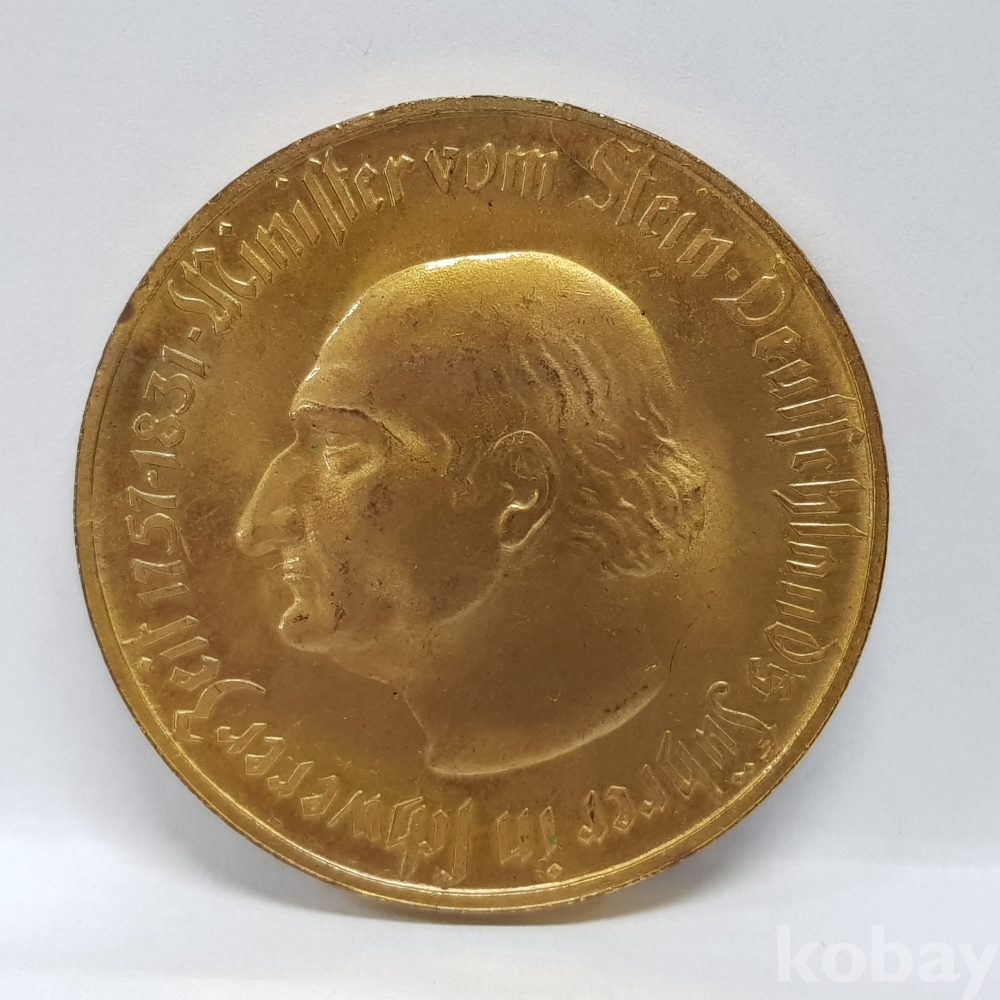 Minister vom Stein · Deutschlands Führer in schwerer Zeit 1757-1831 ·
kobay